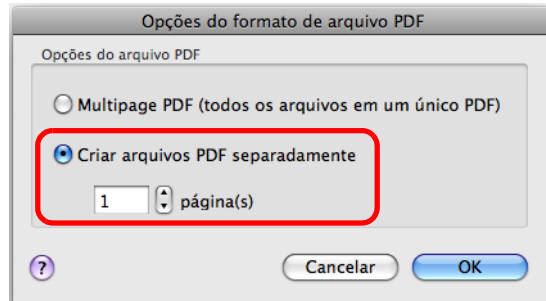 Opções do formato de arquivo PDF
Opções do arquivo PDF
Multipage PDF (todos os arquivos em um único PDF)
Criar arquivos PDF separadamente
1 página(s)
? Cancelar OK